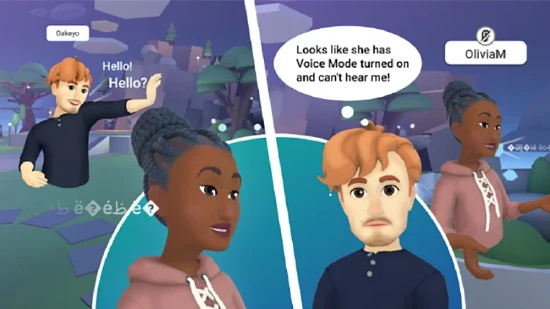 Oakeyo
Hello!
Hello?
Looks like she has
Voice Mode turned on
and can't hear me!
OliviaM